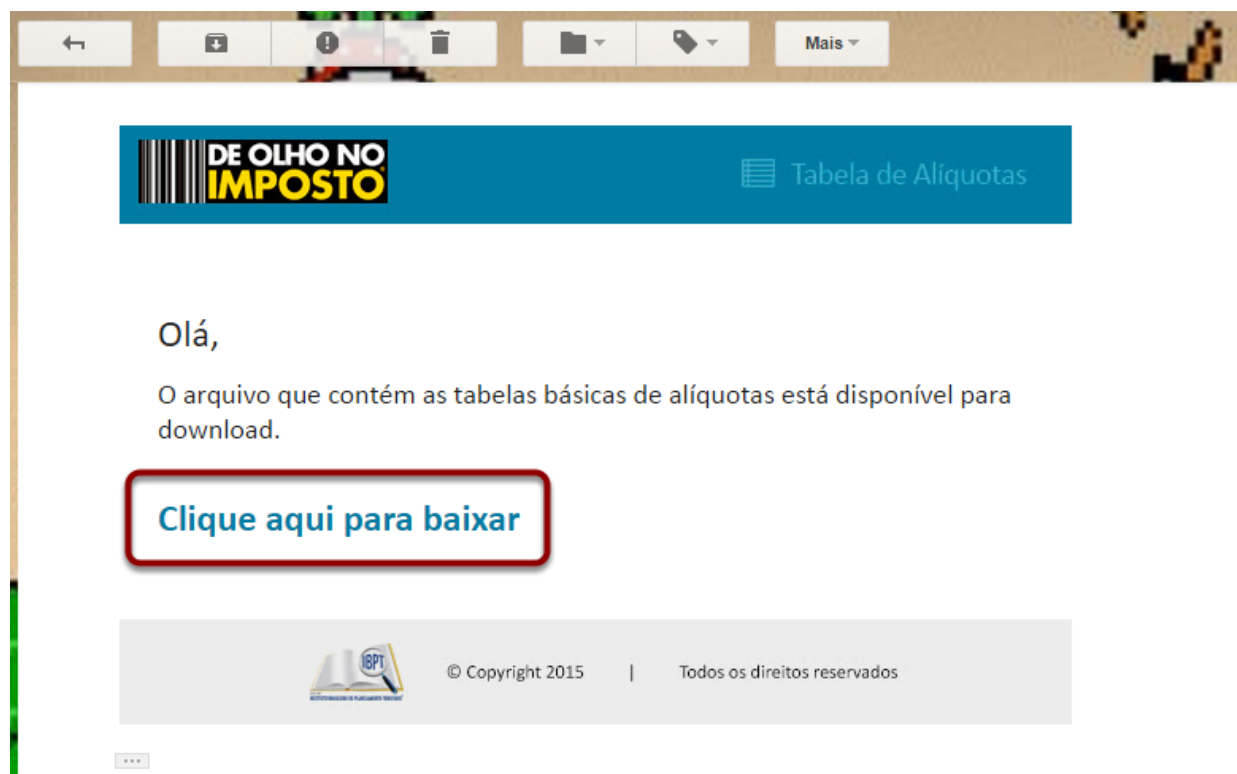 Mais
DE OLHO NO
IMPOSTO
Tabela de Alíquotas
Olá,
O arquivo que contém as tabelas básicas de alíquotas está disponível para
download.
Clique aqui para baixar
IBPT
© Copyright 2015 | Todos os direitos reservados